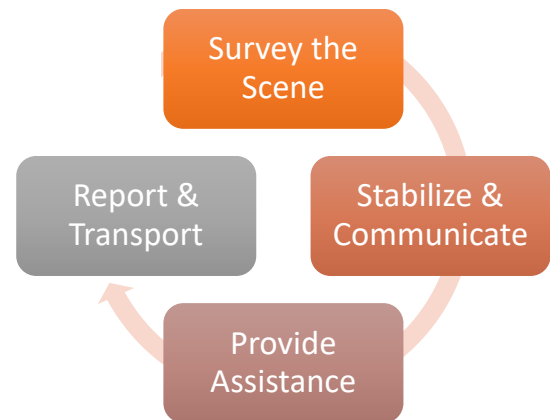 Survey the
Scene
Stabilize &
Communicate
Provide
Assistance
Report &
Transport